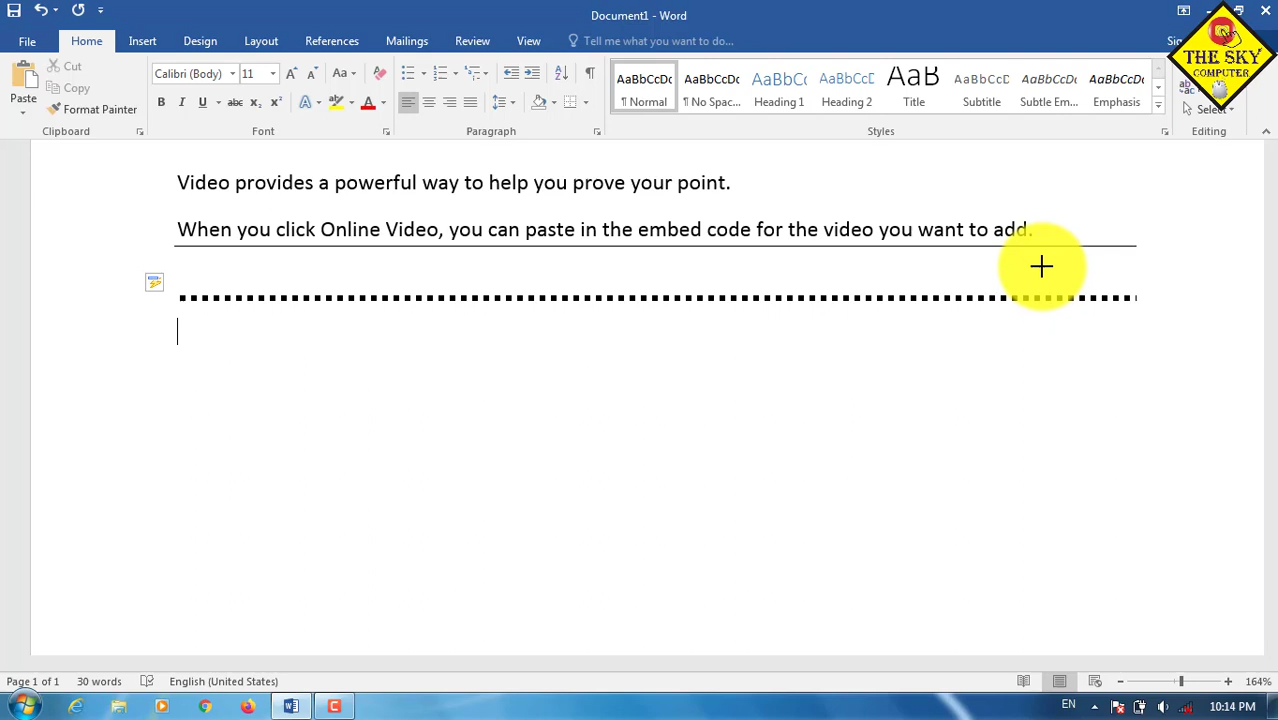 Document1 - Word
File Home Insert Design Layout References Mailings Review View Tell me what you want to do...
THE SKY
COMPUTER
Paste
Cut
Copy
Format Painter
Calibri (Body) 11
AaBbCcDc AaBbCcDc AaBbCc AaBbCcC AaB AaBbCcD AaBbCcDc AaBbCcDc
¶ Normal ¶ No Spac... Heading 1 Heading 2 Title Subtitle Subtle Em... Emphasis
Select
Clipboard Font Paragraph Styles Editing
Video provides a powerful way to help you prove your point.
When you click Online Video, you can paste in the embed code for the video you want to add.
Page 1 of 1 30 words English (United States) 164%
EN 10:14 PM